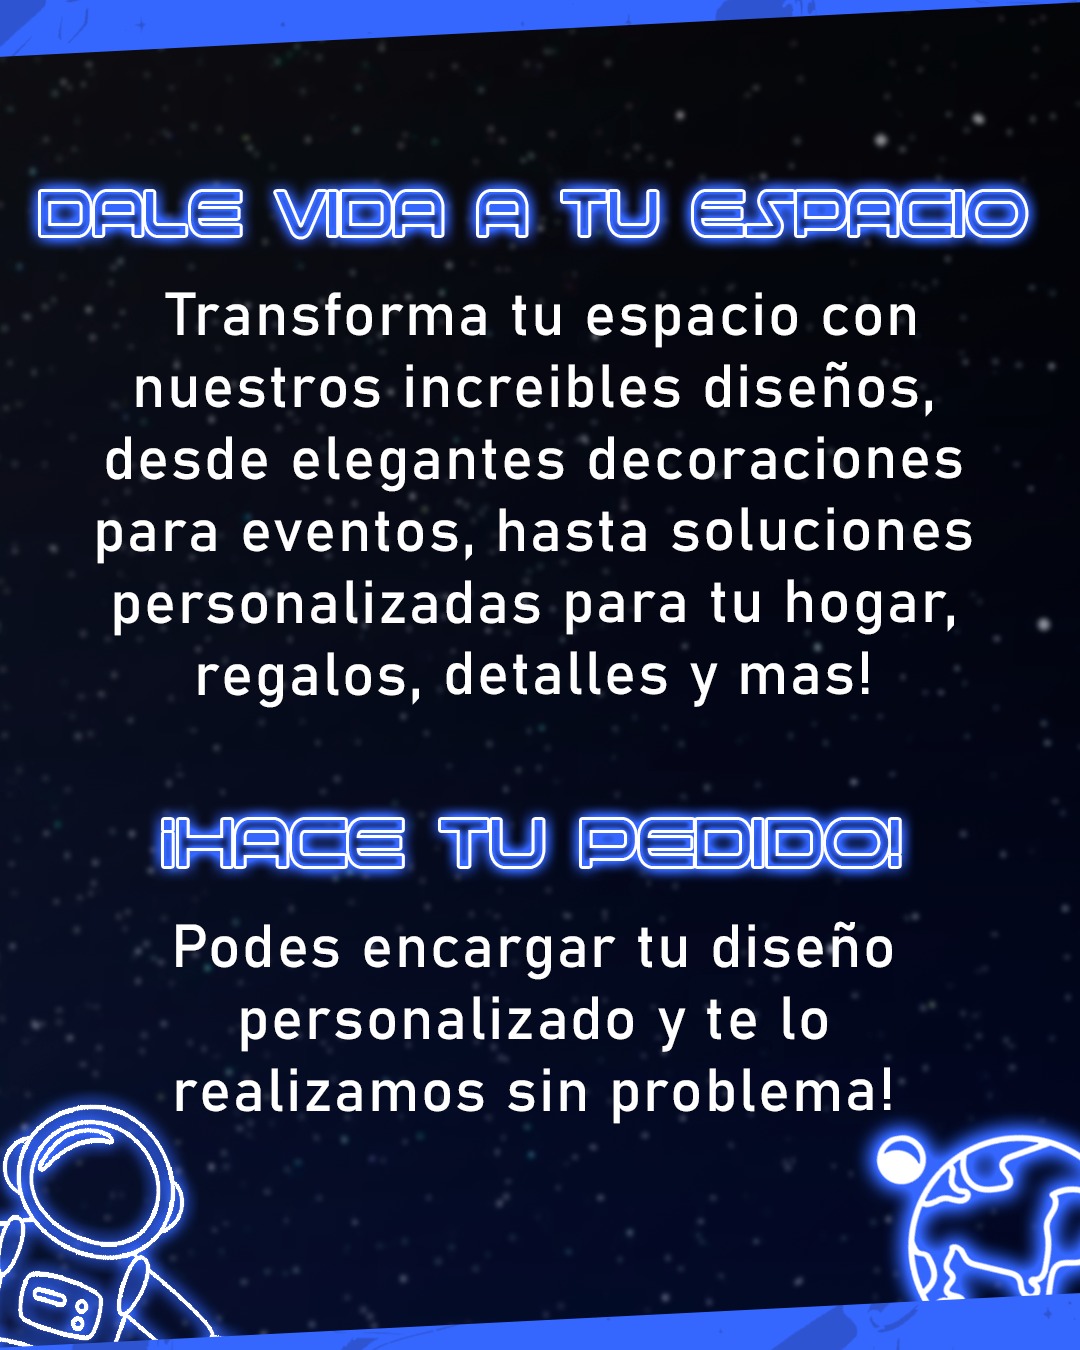 DALE VIDA A TU ESPACIO
Transforma tu espacio con
nuestros increibles diseños,
desde elegantes decoraciones
para eventos, hasta soluciones
personalizadas para tu hogar,
regalos, detalles y mas!
¡HACE TU PEDIDO!
Podes encargar tu diseño
personalizado y te lo
realizamos sin problema!